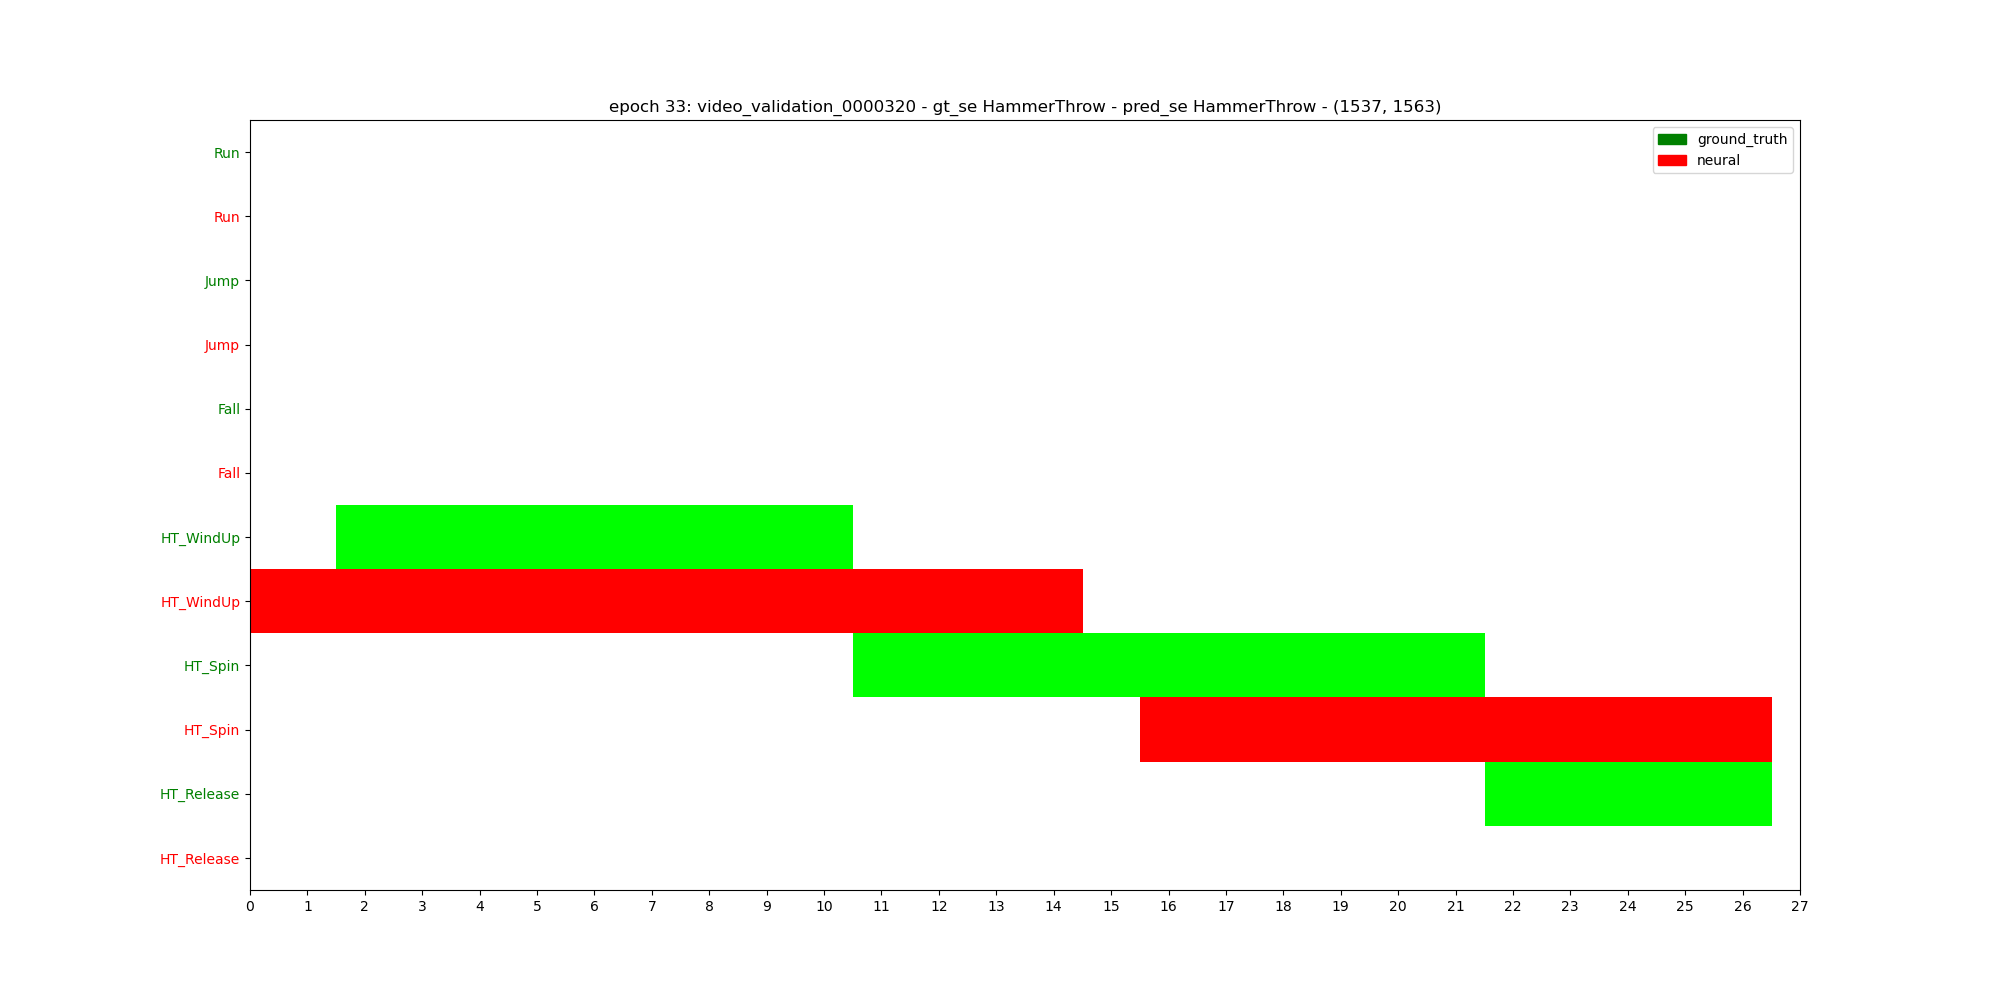 epoch 33: video_validation_0000320 - gt_se HammerThrow - pred_se HammerThrow - (1537, 1563)
ground_truth
neural
Run
Run
Jump
Jump
Fall
Fall
HT_WindUp
HT_WindUp
HT_Spin
HT_Spin
HT_Release
HT_Release
0 1 2 3 4 5 6 7 8 9 10 11 12 13 14 15 16 17 18 19 20 21 22 23 24 25 26 27